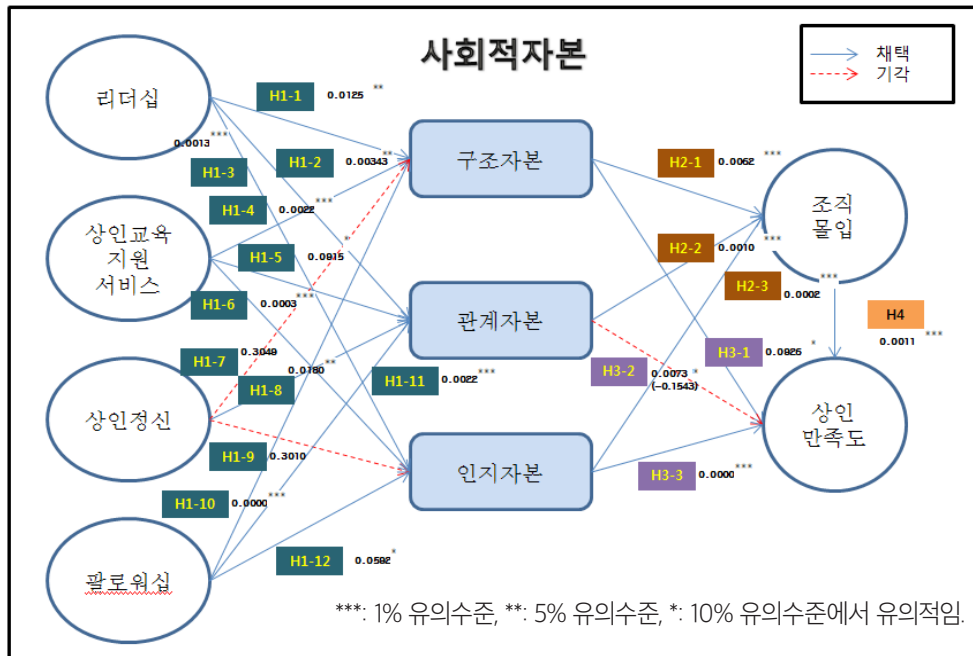 사회적자본
채택
기각
리더십
H1-1 0.0125 **
0.0013 ***
H1-2 0.00343 **
H1-3
구조자본
H2-1 0.0062 ***
조직
몰입
H1-4 0.0022 ***
상인교육
지원
서비스
H1-5 0.0915 *
H2-2 0.0010 ***
H2-3 0.0002 ***
H1-6 0.0003 ***
관계자본
H4
0.0011 ***
H1-7 0.3049
H1-8 0.0180 **
H1-11 0.0022 ***
H3-1 0.0926 *
H3-2 0.0073 *
(-0.1543)
상인정신
상인
만족도
H1-9 0.3010
인지자본
H3-3 0.0000 ***
H1-10 0.0000 ***
H1-12 0.0592 *
팔로워십
***: 1% 유의수준, **: 5% 유의수준, *: 10% 유의수준에서 유의적임.